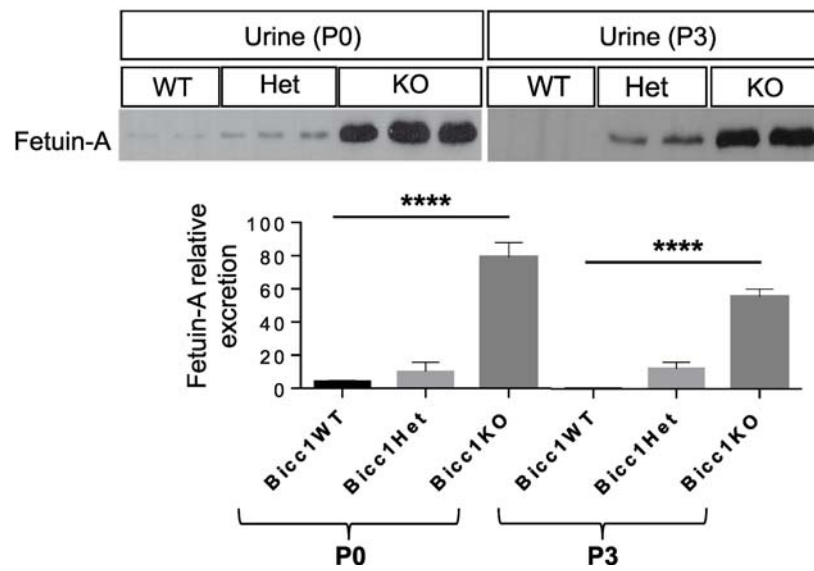 Urine (P0) Urine (P3)
WT Het KO WT Het KO
Fetuin-A
Fetuin-A relative
excretion
100
80
60
40
20
0
****
****
Bicc1WT Bicc1Het Bicc1KO Bicc1WT Bicc1Het Bicc1KO
P0 P3